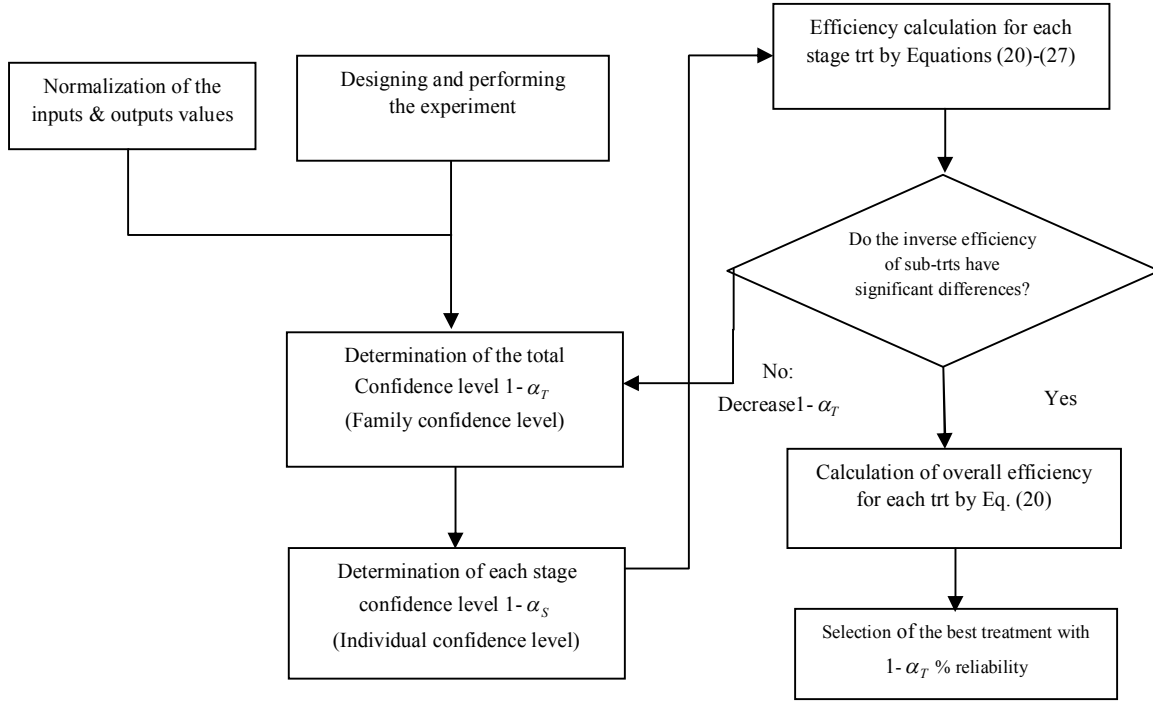 Normalization of the
inputs & outputs values
Designing and performing
the experiment
Determination of the total
Confidence level 1- α_T
(Family confidence level)
Determination of each stage
confidence level 1- α_S
(Individual confidence level)
Efficiency calculation for each
stage trt by Equations (20)-(27)
Do the inverse efficiency
of sub-trts have
significant differences?
No:
Decrease1- α_T
Yes
Calculation of overall efficiency
for each trt by Eq. (20)
Selection of the best treatment with
1- α_T % reliability